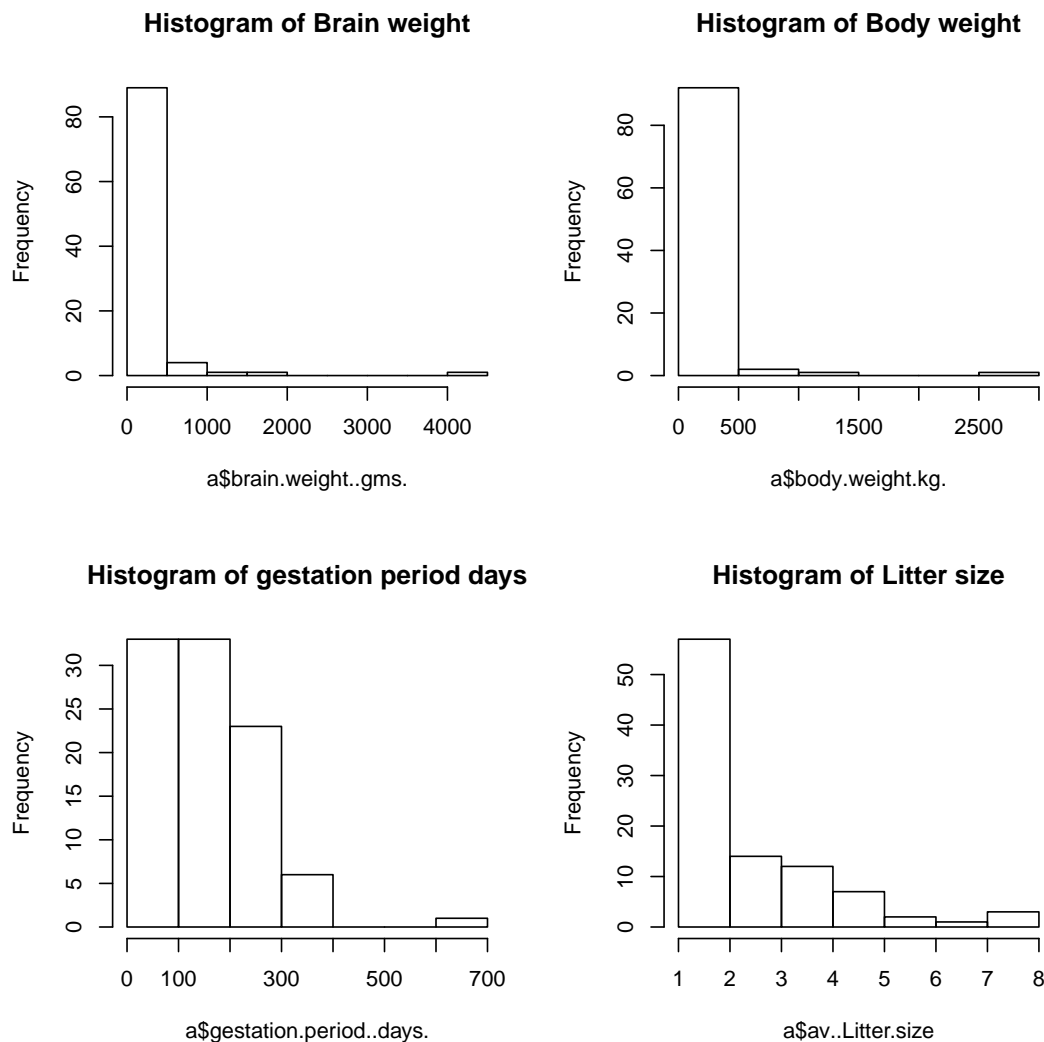 Histogram of Brain weight
Frequency
0 20 40 60 80
0 1000 2000 3000 4000
a$brain.weight..gms.
Histogram of Body weight
Frequency
0 20 40 60 80
0 500 1500 2500
a$body.weight.kg.
Histogram of gestation period days
Frequency
0 5 10 15 20 25 30
0 100 300 500 700
a$gestation.period..days.
Histogram of Litter size
Frequency
0 10 20 30 40 50
1 2 3 4 5 6 7 8
a$av..Litter.size